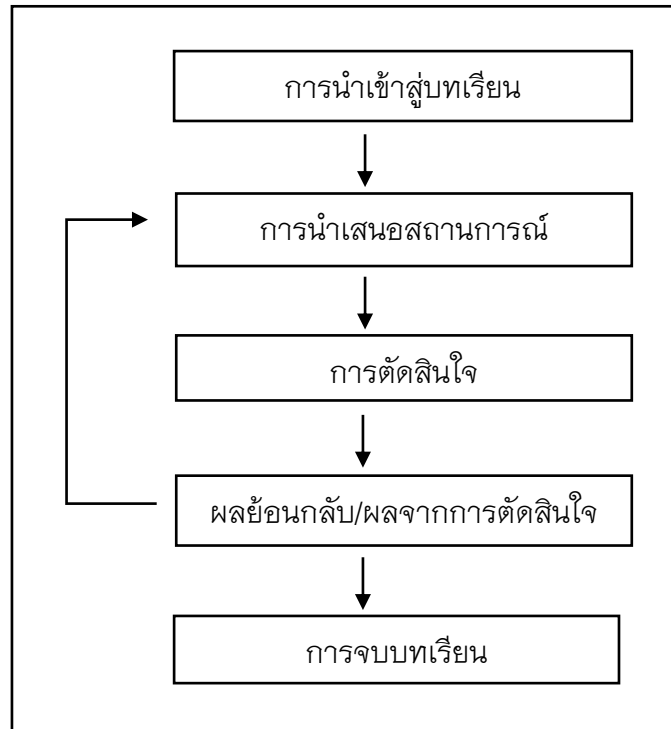 การนำเข้าสู่บทเรียน
การนำเสนอสถานการณ์
การตัดสินใจ
ผลย้อนกลับ/ผลจากการตัดสินใจ
การจบบทเรียน